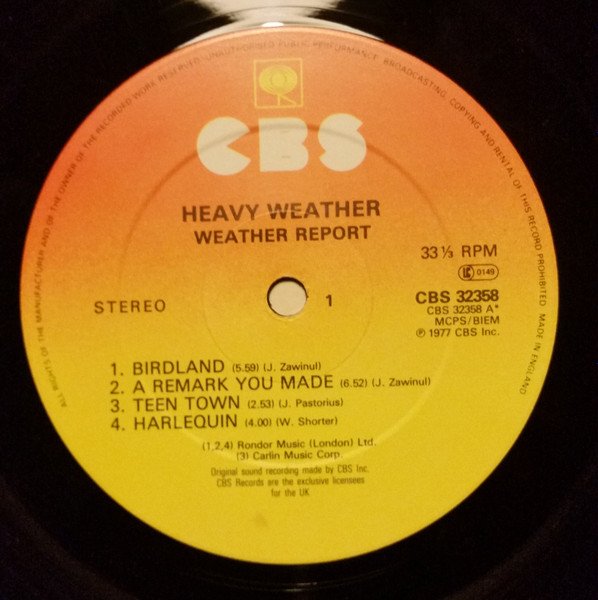 ALL RIGHTS OF THE MANUFACTURER AND OF THE OWNER OF THE RECORDED WORK RESERVED · UNAUTHORISED PUBLIC PERFORMANCE, BROADCASTING, COPYING AND RENTAL OF THIS RECORD PROHIBITED · MADE IN ENGLAND
CBS
HEAVY WEATHER
WEATHER REPORT
33 ⅓ RPM
LC 0149
STEREO
1
CBS 32358
CBS 32358 A*
MCPS/BIEM
℗ 1977 CBS Inc.
1. BIRDLAND (5.59) (J. Zawinul)
2. A REMARK YOU MADE (6.52) (J. Zawinul)
3. TEEN TOWN (2.53) (J. Pastorius)
4. HARLEQUIN (4.00) (W. Shorter)
(1,2,4) Rondor Music (London) Ltd.
(3) Carlin Music Corp.
Original sound recording made by CBS Inc.
CBS Records are the exclusive licensees
for the UK